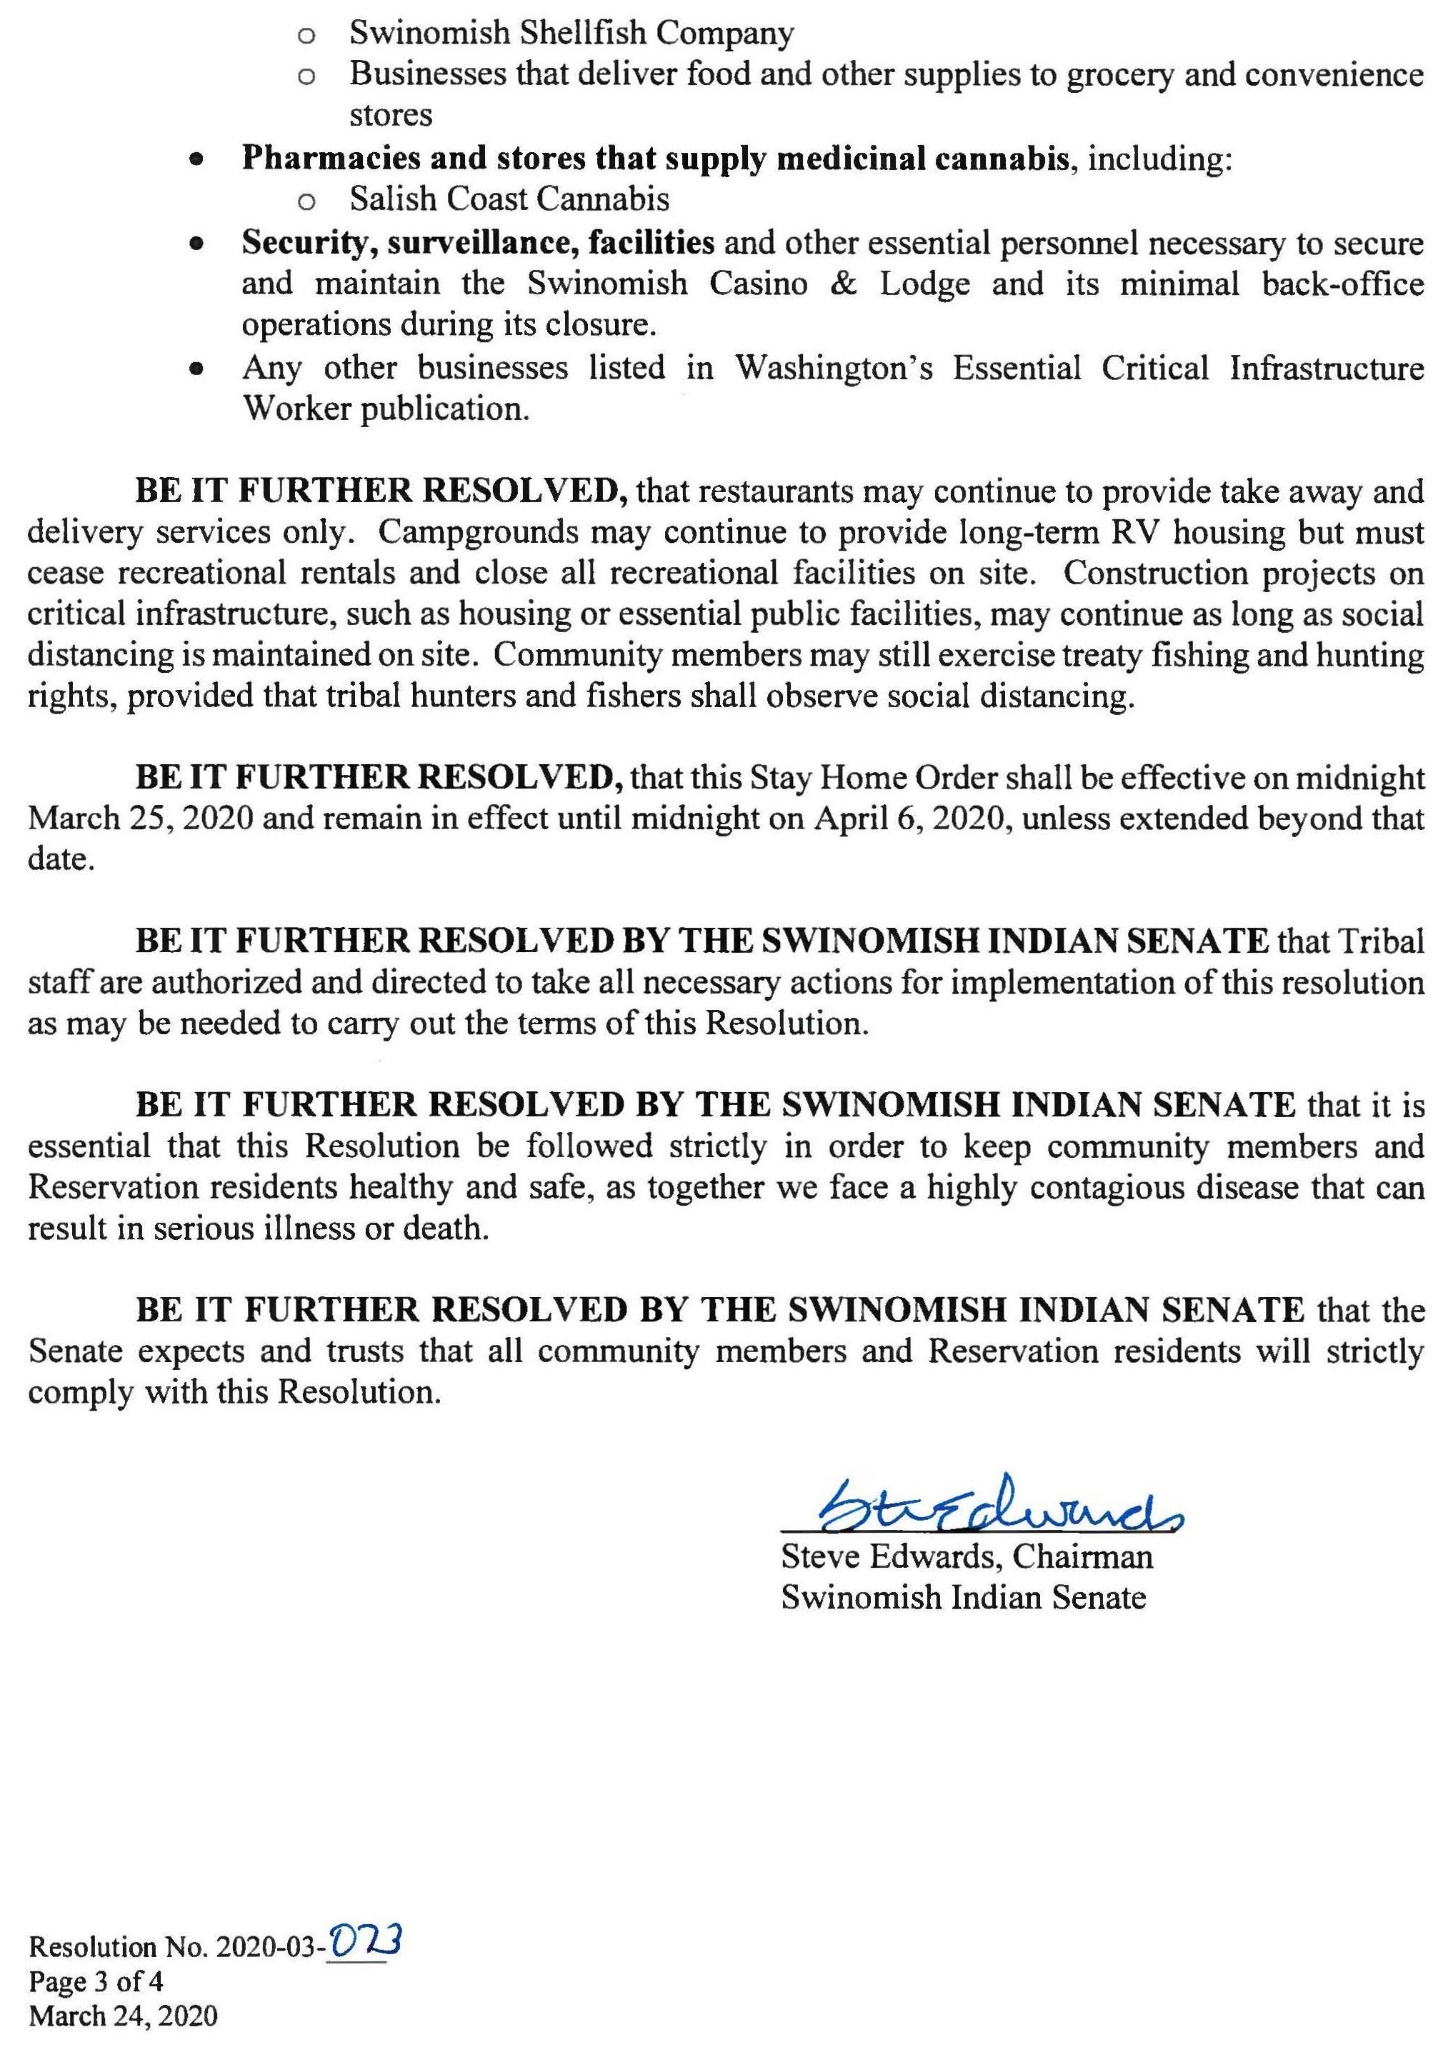 ○ Swinomish Shellfish Company
○ Businesses that deliver food and other supplies to grocery and convenience
stores
• Pharmacies and stores that supply medicinal cannabis, including:
○ Salish Coast Cannabis
• Security, surveillance, facilities and other essential personnel necessary to secure
and maintain the Swinomish Casino & Lodge and its minimal back-office
operations during its closure.
• Any other businesses listed in Washington's Essential Critical Infrastructure
Worker publication.
BE IT FURTHER RESOLVED, that restaurants may continue to provide take away and
delivery services only. Campgrounds may continue to provide long-term RV housing but must
cease recreational rentals and close all recreational facilities on site. Construction projects on
critical infrastructure, such as housing or essential public facilities, may continue as long as social
distancing is maintained on site. Community members may still exercise treaty fishing and hunting
rights, provided that tribal hunters and fishers shall observe social distancing.
BE IT FURTHER RESOLVED, that this Stay Home Order shall be effective on midnight
March 25, 2020 and remain in effect until midnight on April 6, 2020, unless extended beyond that
date.
BE IT FURTHER RESOLVED BY THE SWINOMISH INDIAN SENATE that Tribal
staff are authorized and directed to take all necessary actions for implementation of this resolution
as may be needed to carry out the terms of this Resolution.
BE IT FURTHER RESOLVED BY THE SWINOMISH INDIAN SENATE that it is
essential that this Resolution be followed strictly in order to keep community members and
Reservation residents healthy and safe, as together we face a highly contagious disease that can
result in serious illness or death.
BE IT FURTHER RESOLVED BY THE SWINOMISH INDIAN SENATE that the
Senate expects and trusts that all community members and Reservation residents will strictly
comply with this Resolution.
Ste Edwards
Steve Edwards, Chairman
Swinomish Indian Senate
Resolution No. 2020-03-073
Page 3 of 4
March 24, 2020